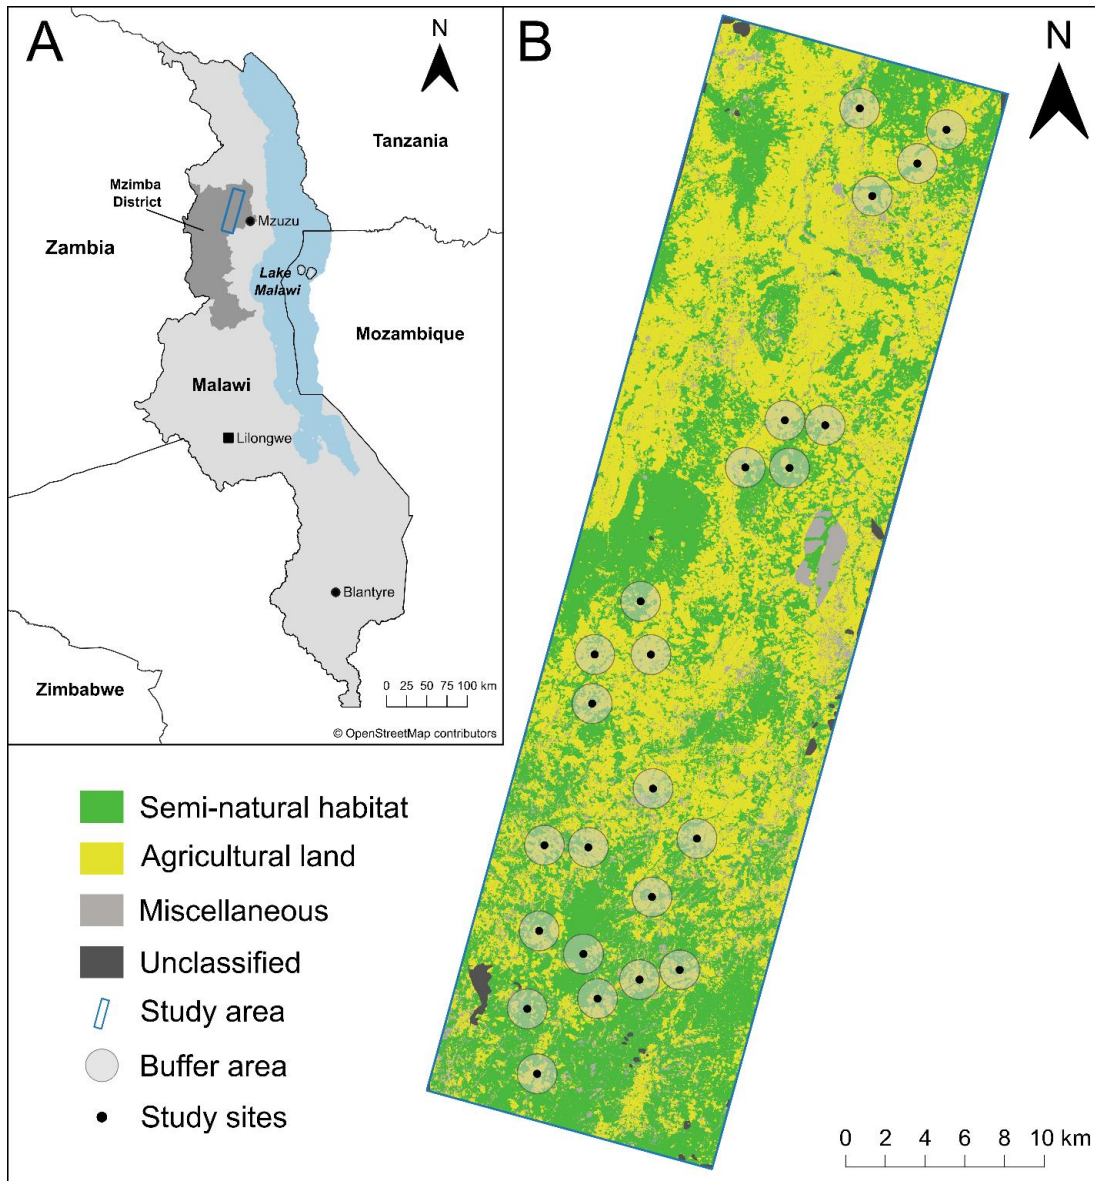 A
N
Tanzania
Mzimba
District
Mzuzu
Zambia
Lake
Malawi
Mozambique
Malawi
Lilongwe
Blantyre
Zimbabwe
0 25 50 75 100 km
© OpenStreetMap contributors
B
N
Semi-natural habitat
Agricultural land
Miscellaneous
Unclassified
Study area
Buffer area
Study sites
0 2 4 6 8 10 km